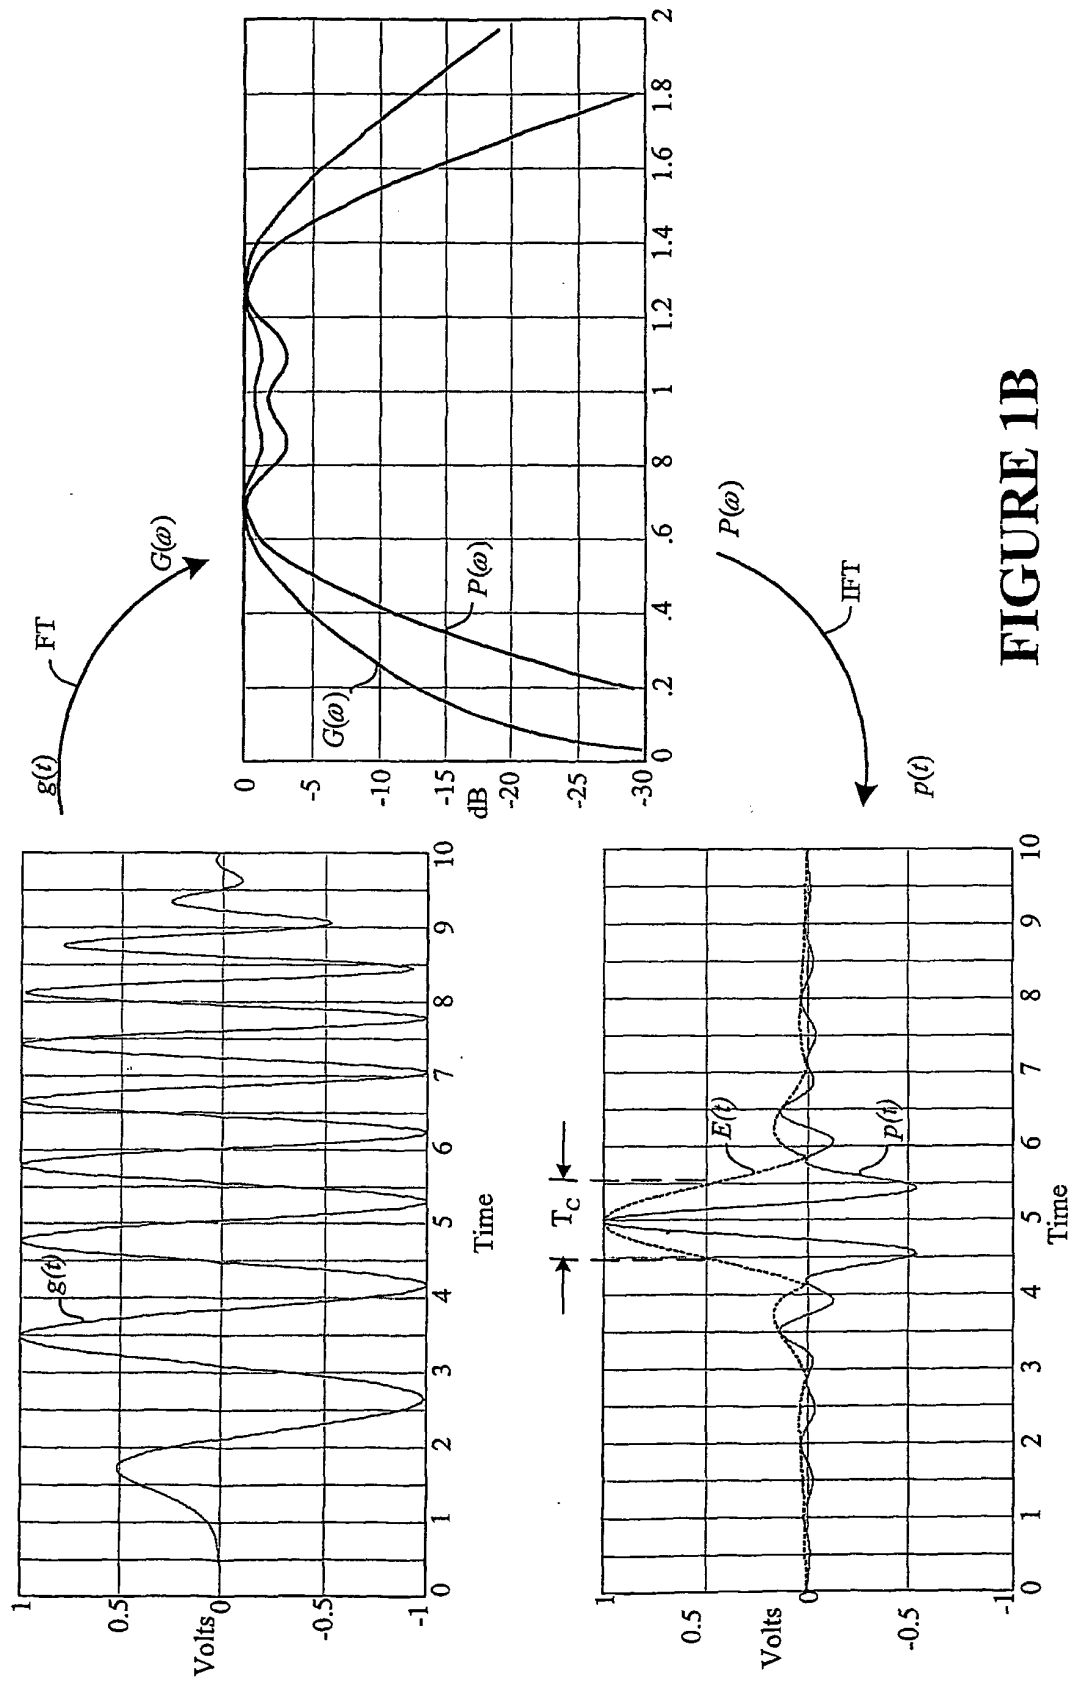 1
0.5
Volts
0
-0.5
-1
g(t)
0 1 2 3 4 5 6 7 8 9 10
Time
g(t)
FT
G(ω)
0
-5
-10
-15
dB
-20
-25
-30
G(ω)
P(ω)
0 .2 .4 .6 .8 1 1.2 1.4 1.6 1.8 2
P(ω)
IFT
p(t)
T_C
1
0.5
Volts
0
-0.5
-1
E(t)
p(t)
0 1 2 3 4 5 6 7 8 9 10
Time
FIGURE 1B